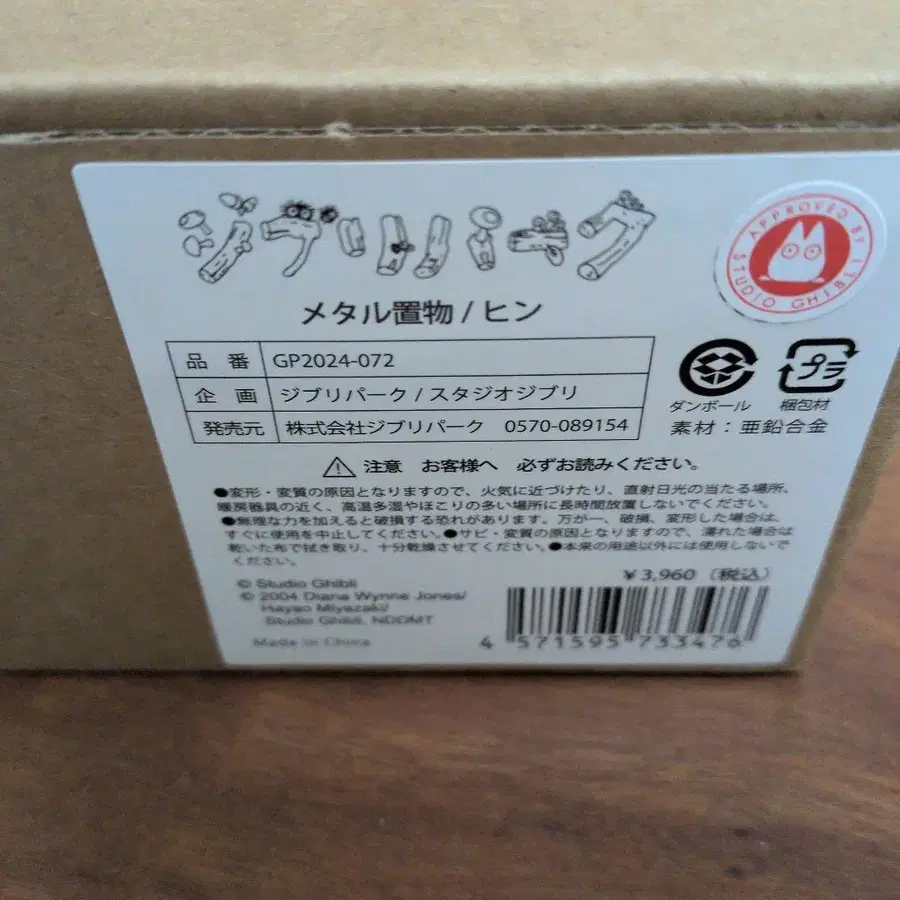 ジブリパーク
APPROVED BY STUDIO GHIBLI
メタル置物 / ヒン
品番 GP2024-072
企画 ジブリパーク / スタジオジブリ
発売元 株式会社ジブリパーク 0570-089154
プラ
ダンボール 梱包材
素材：亜鉛合金
注意 お客様へ 必ずお読みください。
●変形・変質の原因となりますので、火気に近づけたり、直射日光の当たる場所、
暖房器具の近く、高温多湿やほこりの多い場所に長時間放置しないでください。
●無理な力を加えると破損する恐れがあります。万が一、破損、変形した場合は、
すぐに使用を中止してください。●サビ・変質の原因となりますので、濡れた場合は
乾いた布で拭き取り、十分乾燥させてください。●本来の用途以外には使用しないで
ください。
¥3,960（税込）
© Studio Ghibli
© 2004 Diana Wynne Jones/
Hayao Miyazaki/
Studio Ghibli, NDDMT
Made in China
4 571595 733476